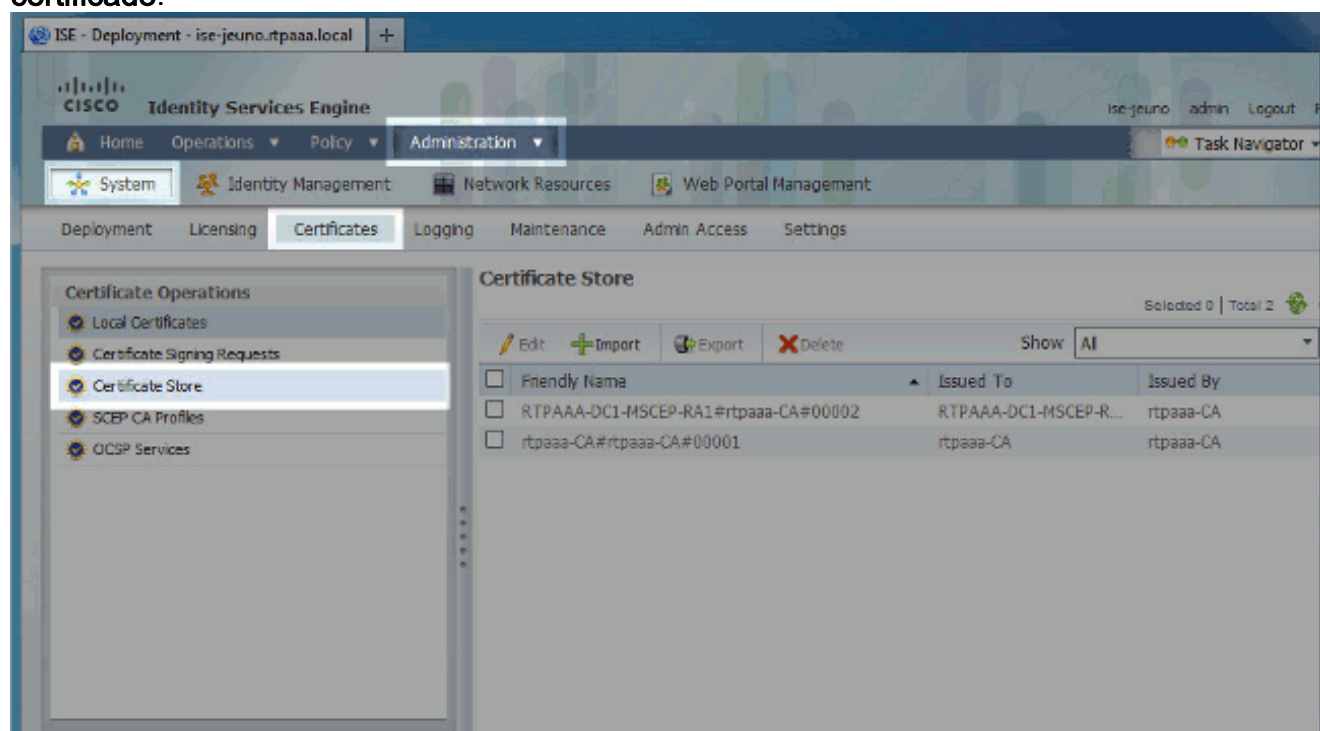 certificado.
ISE - Deployment - ise-jeuno.rtpaaa.local +
CISCO Identity Services Engine
ise-jeuno admin Logout
Home Operations Policy Administration
Task Navigator
System Identity Management Network Resources Web Portal Management
Deployment Licensing Certificates Logging Maintenance Admin Access Settings
Certificate Operations
Local Certificates
Certificate Signing Requests
Certificate Store
SCEP CA Profiles
OCSP Services
Certificate Store
Selected 0 | Total 2
Edit Import Export Delete Show All
Friendly Name Issued To Issued By
RTPAAA-DC1-MSCEP-RA1#rtpaaa-CA#00002 RTPAAA-DC1-MSCEP-R... rtpaaa-CA
rtpaaa-CA#rtpaaa-CA#00001 rtpaaa-CA rtpaaa-CA